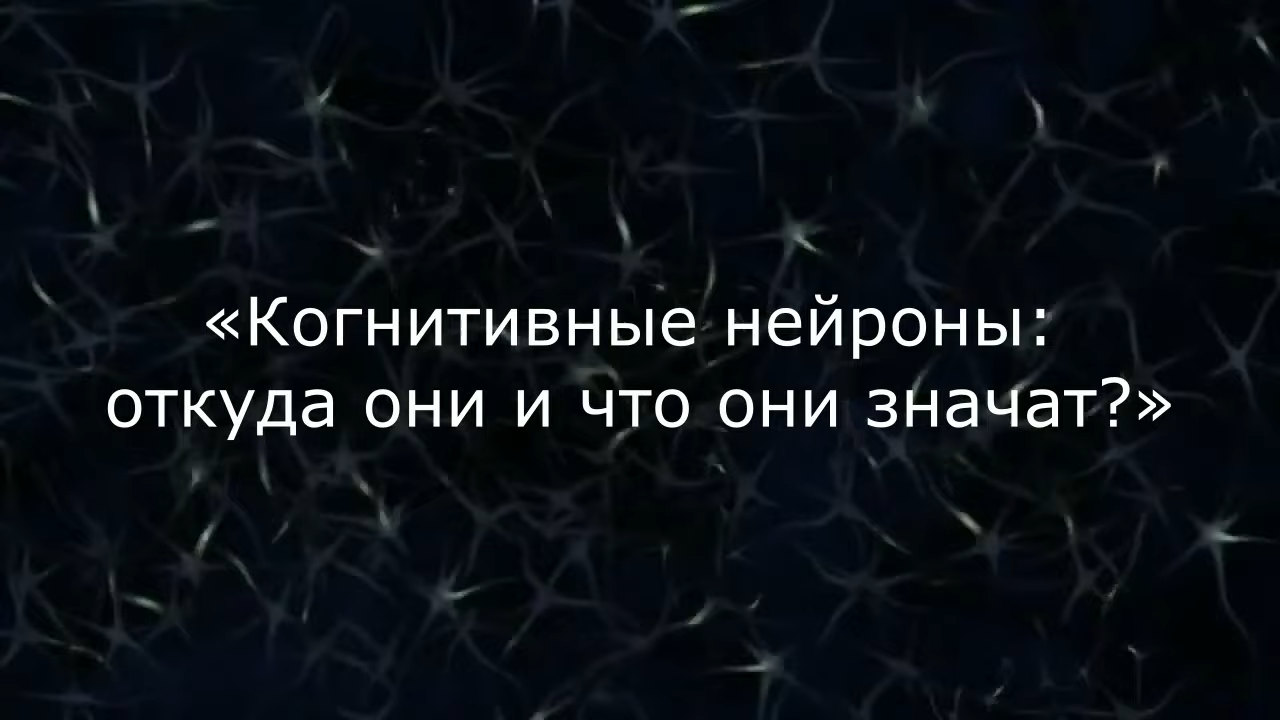 «Когнитивные нейроны:
откуда они и что они значат?»